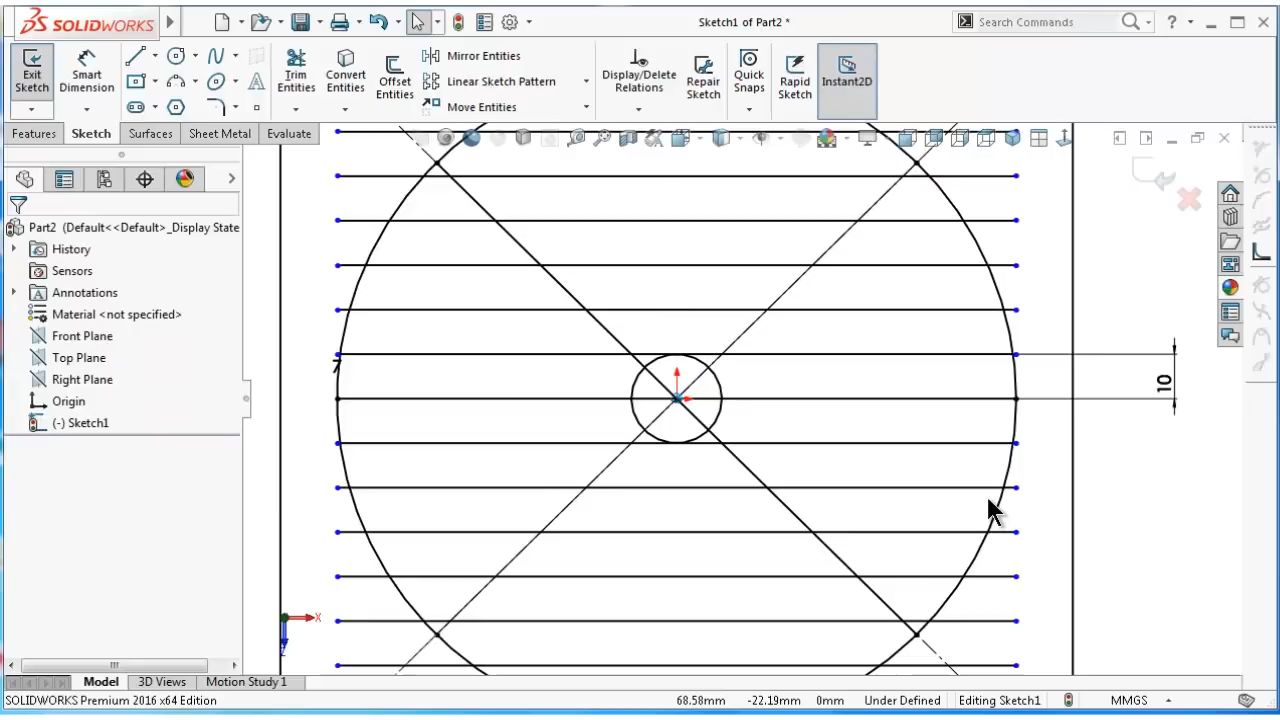 SOLIDWORKS
Sketch1 of Part2 *
Search Commands
?
Exit Sketch
Smart Dimension
Trim Entities
Convert Entities
Offset Entities
Mirror Entities
Linear Sketch Pattern
Move Entities
Display/Delete Relations
Repair Sketch
Quick Snaps
Rapid Sketch
Instant2D
Features
Sketch
Surfaces
Sheet Metal
Evaluate
Part2 (Default<<Default>_Display State
History
Sensors
Annotations
Material <not specified>
Front Plane
Top Plane
Right Plane
Origin
(-) Sketch1
7
10
X
Z
Model
3D Views
Motion Study 1
SOLIDWORKS Premium 2016 x64 Edition
68.58mm
-22.19mm
0mm
Under Defined
Editing Sketch1
MMGS